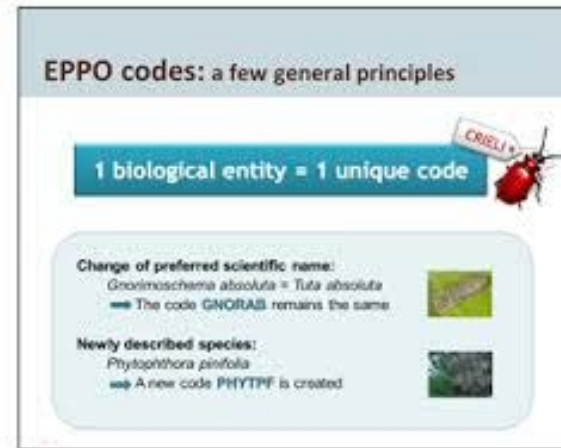 EPPO codes: a few general principles
CRIELI *
1 biological entity = 1 unique code
Change of preferred scientific name:
Gnorimoschema absoluta = Tuta absoluta
➡ The code GNORAB remains the same
Newly described species:
Phytophthora pinifolia
➡ A new code PHYTPF is created